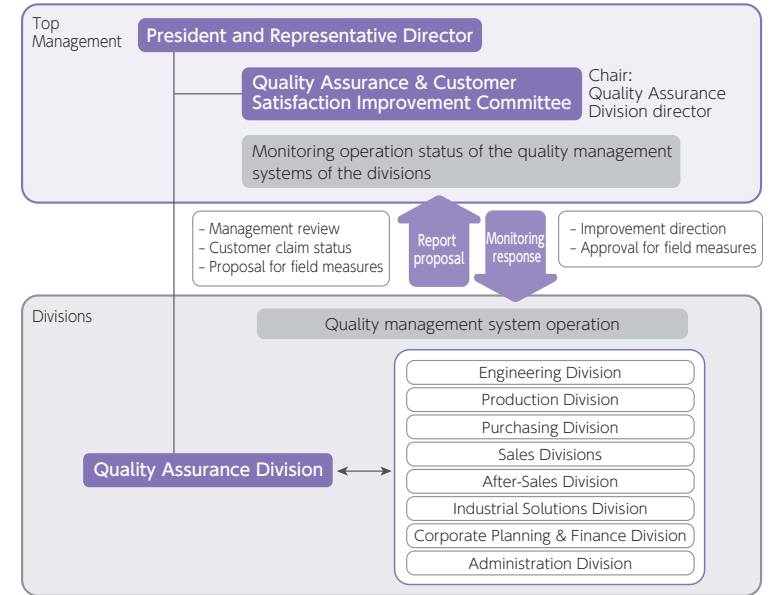 Top
Management
President and Representative Director
Quality Assurance & Customer
Satisfaction Improvement Committee
Chair:
Quality Assurance
Division director
Monitoring operation status of the quality management
systems of the divisions
– Management review
– Customer claim status
– Proposal for field measures
Report
proposal
Monitoring
response
– Improvement direction
– Approval for field measures
Divisions
Quality management system operation
Quality Assurance Division
Engineering Division
Production Division
Purchasing Division
Sales Divisions
After-Sales Division
Industrial Solutions Division
Corporate Planning & Finance Division
Administration Division